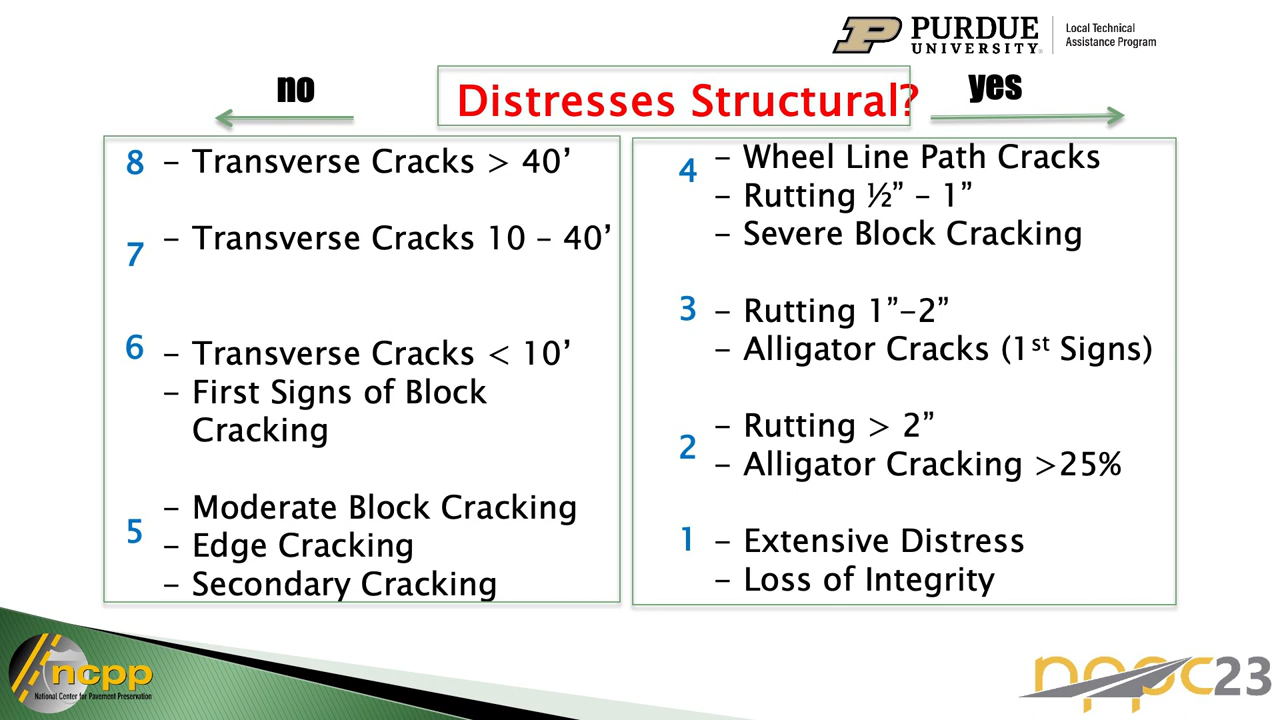 PURDUE
UNIVERSITY®
Local Technical
Assistance Program
no
Distresses Structural?
yes
8 – Transverse Cracks > 40’
7 – Transverse Cracks 10 – 40’
6 – Transverse Cracks < 10’
– First Signs of Block
Cracking
5 – Moderate Block Cracking
– Edge Cracking
– Secondary Cracking
4 – Wheel Line Path Cracks
– Rutting ½” – 1”
– Severe Block Cracking
3 – Rutting 1”-2”
– Alligator Cracks (1st Signs)
2 – Rutting > 2”
– Alligator Cracking >25%
1 – Extensive Distress
– Loss of Integrity
ncpp
National Center for Pavement Preservation
nppc23